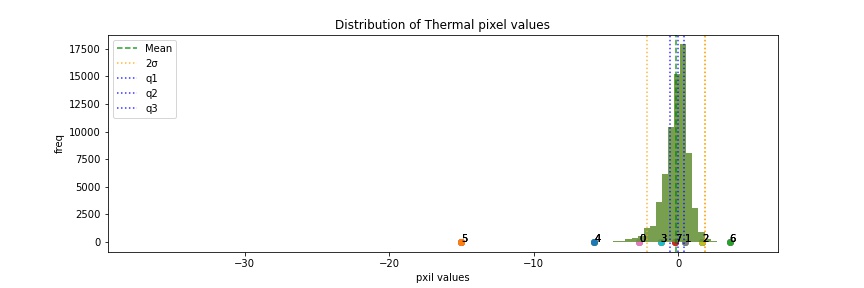 Distribution of Thermal pixel values
17500
15000
12500
10000
7500
5000
2500
0
freq
Mean
2σ
q1
q2
q3
5
4
0
3
7
1
2
6
−30
−20
−10
0
pxil values